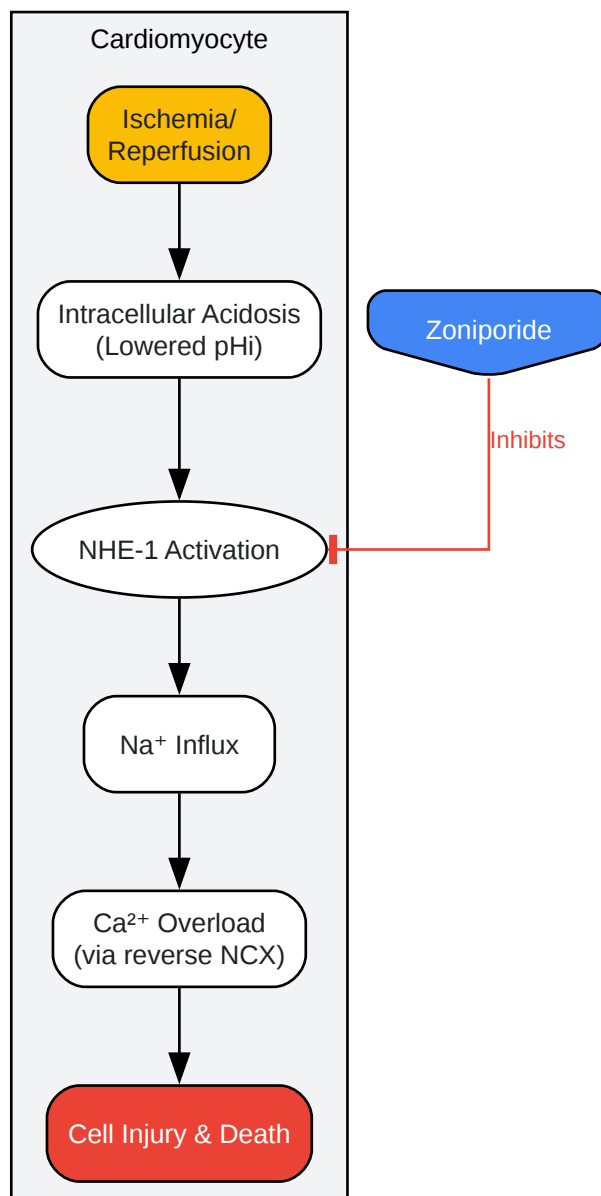 Cardiomyocyte
Ischemia/
Reperfusion
Intracellular Acidosis
(Lowered pHi)
Zoniporide
Inhibits
NHE-1 Activation
Na⁺ Influx
Ca²⁺ Overload
(via reverse NCX)
Cell Injury & Death